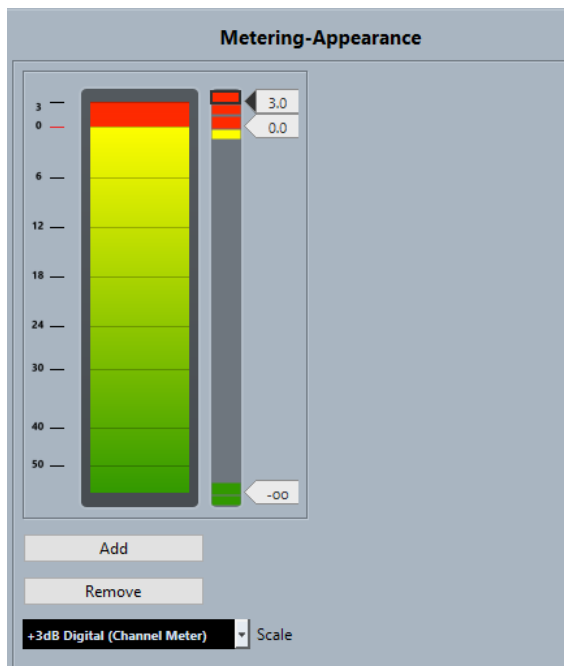 Metering-Appearance
3
0
6
12
18
24
30
40
50
3.0
0.0
-oo
Add
Remove
+3dB Digital (Channel Meter)
Scale